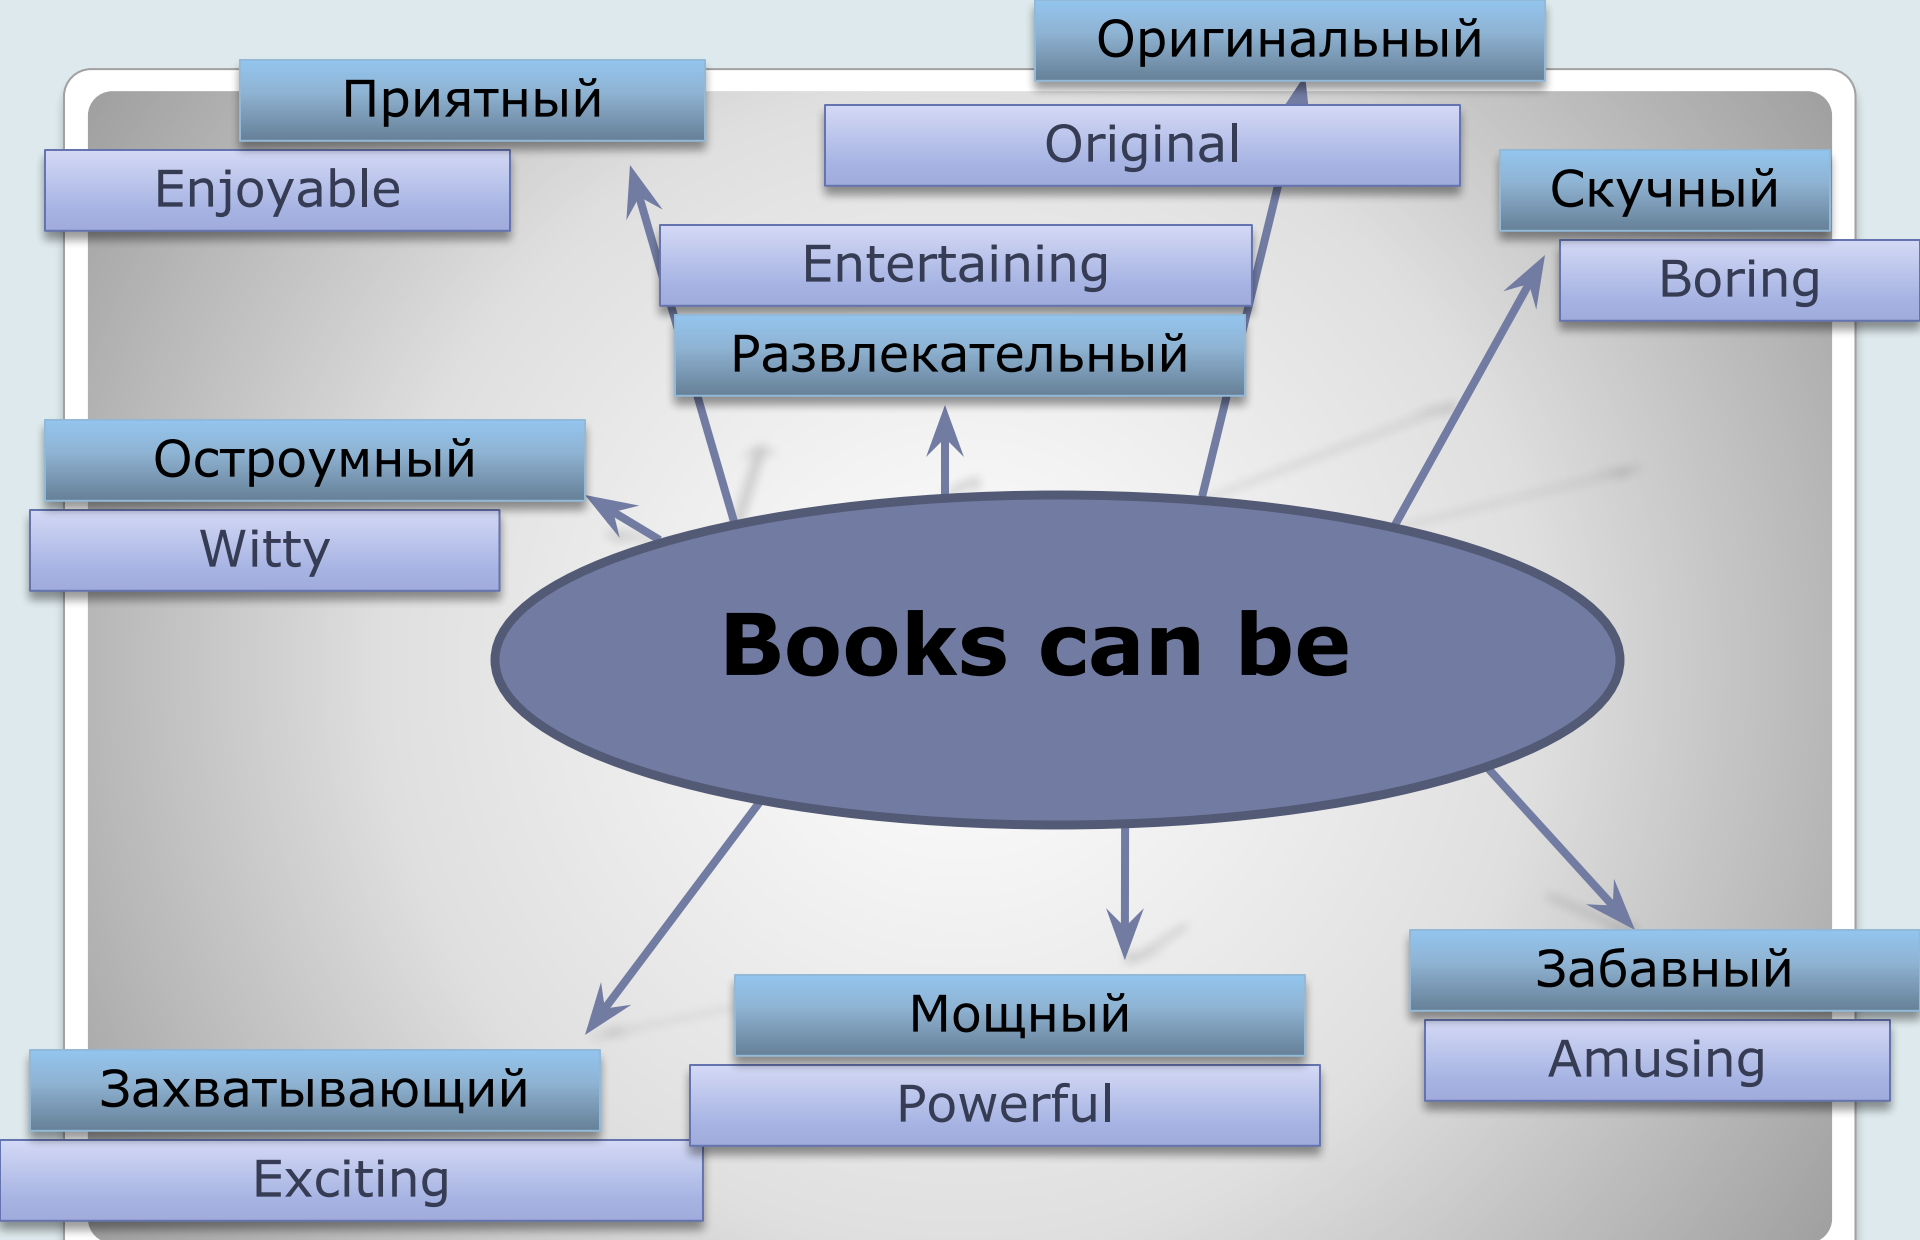 Оригинальный
Приятный
Original
Enjoyable
Скучный
Entertaining
Boring
Развлекательный
Остроумный
Witty
Books can be
Забавный
Мощный
Amusing
Захватывающий
Powerful
Exciting